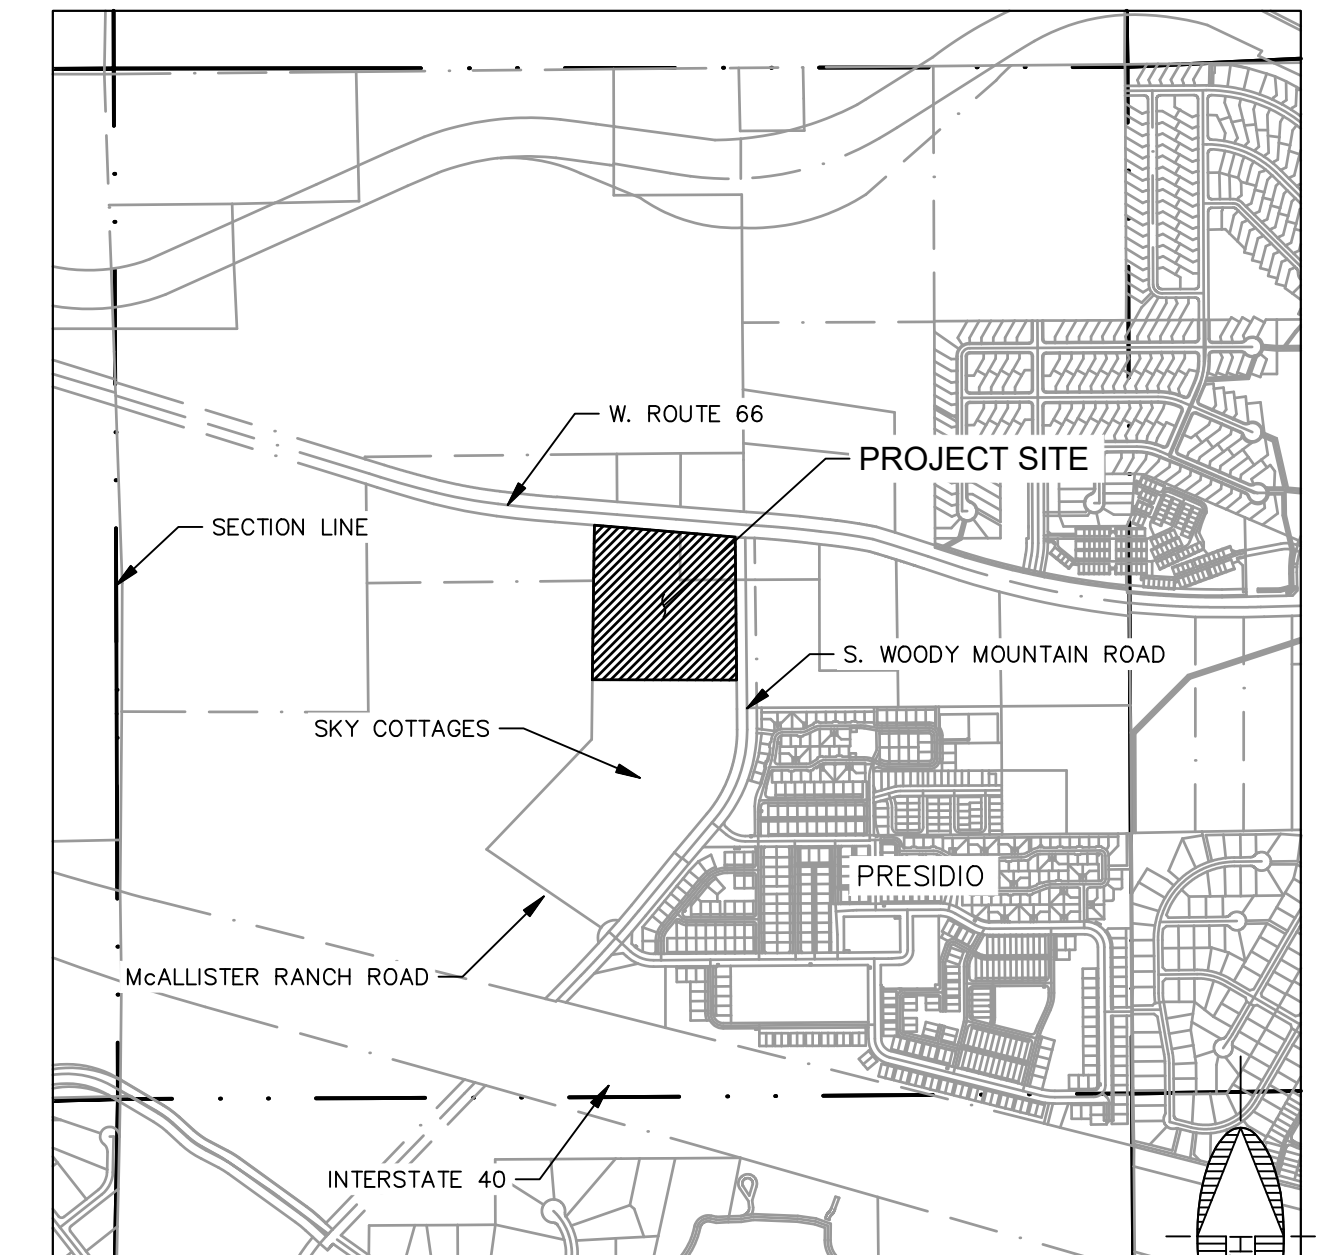 W. ROUTE 66
PROJECT SITE
SECTION LINE
S. WOODY MOUNTAIN ROAD
SKY COTTAGES
PRESIDIO
McALLISTER RANCH ROAD
INTERSTATE 40